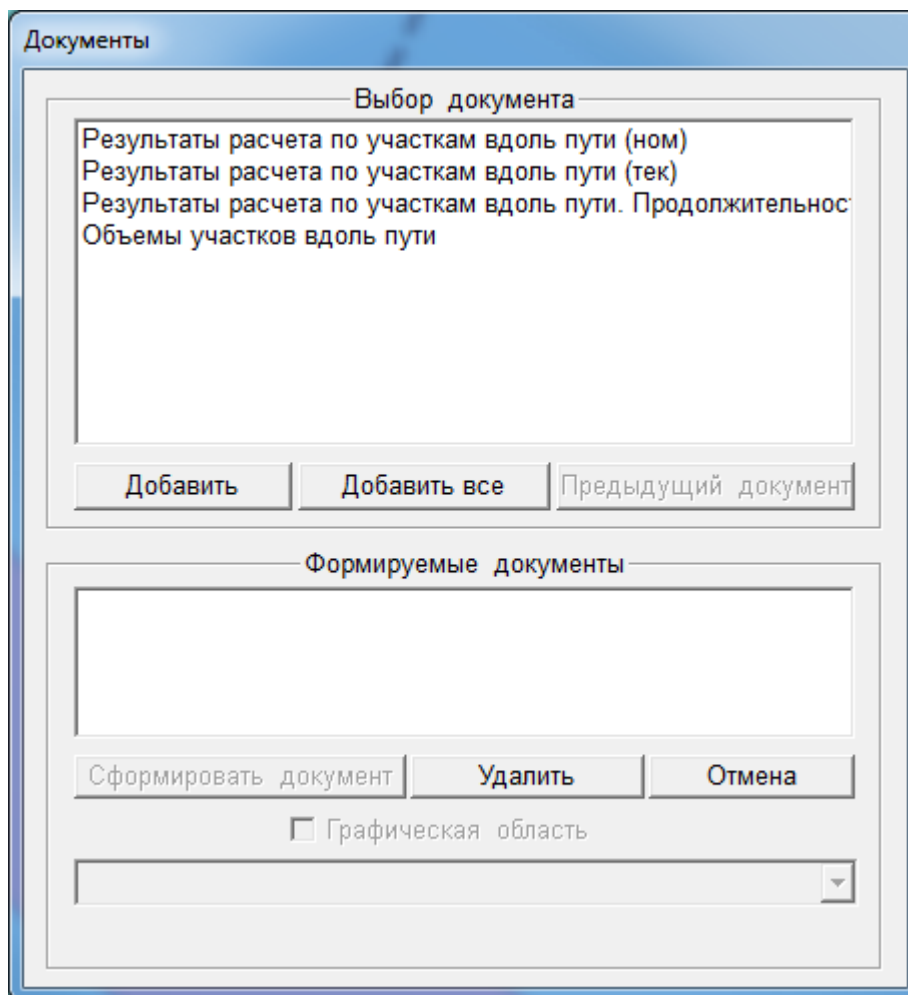 Документы
Выбор документа
Результаты расчета по участкам вдоль пути (ном)
Результаты расчета по участкам вдоль пути (тек)
Результаты расчета по участкам вдоль пути. Продолжительнос
Объемы участков вдоль пути
Добавить Добавить все Предыдущий документ
Формируемые документы
Сформировать документ Удалить Отмена
Графическая область